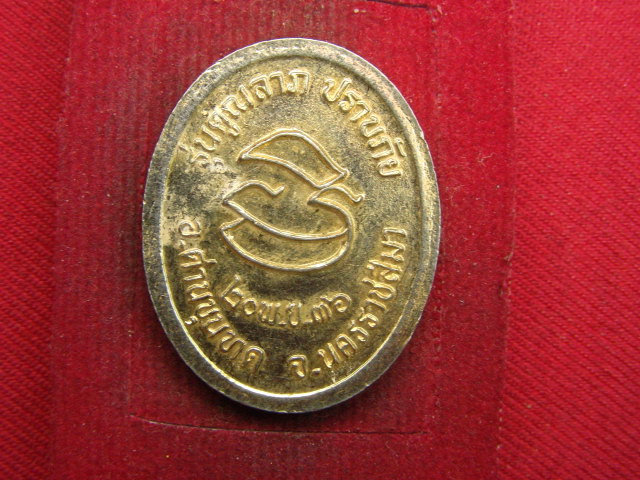 รุ่นคูณลาภ ปราบภัย
๒๐ พ.ย. ๓๖
อ.ด่านขุนทด จ.นครราชสีมา